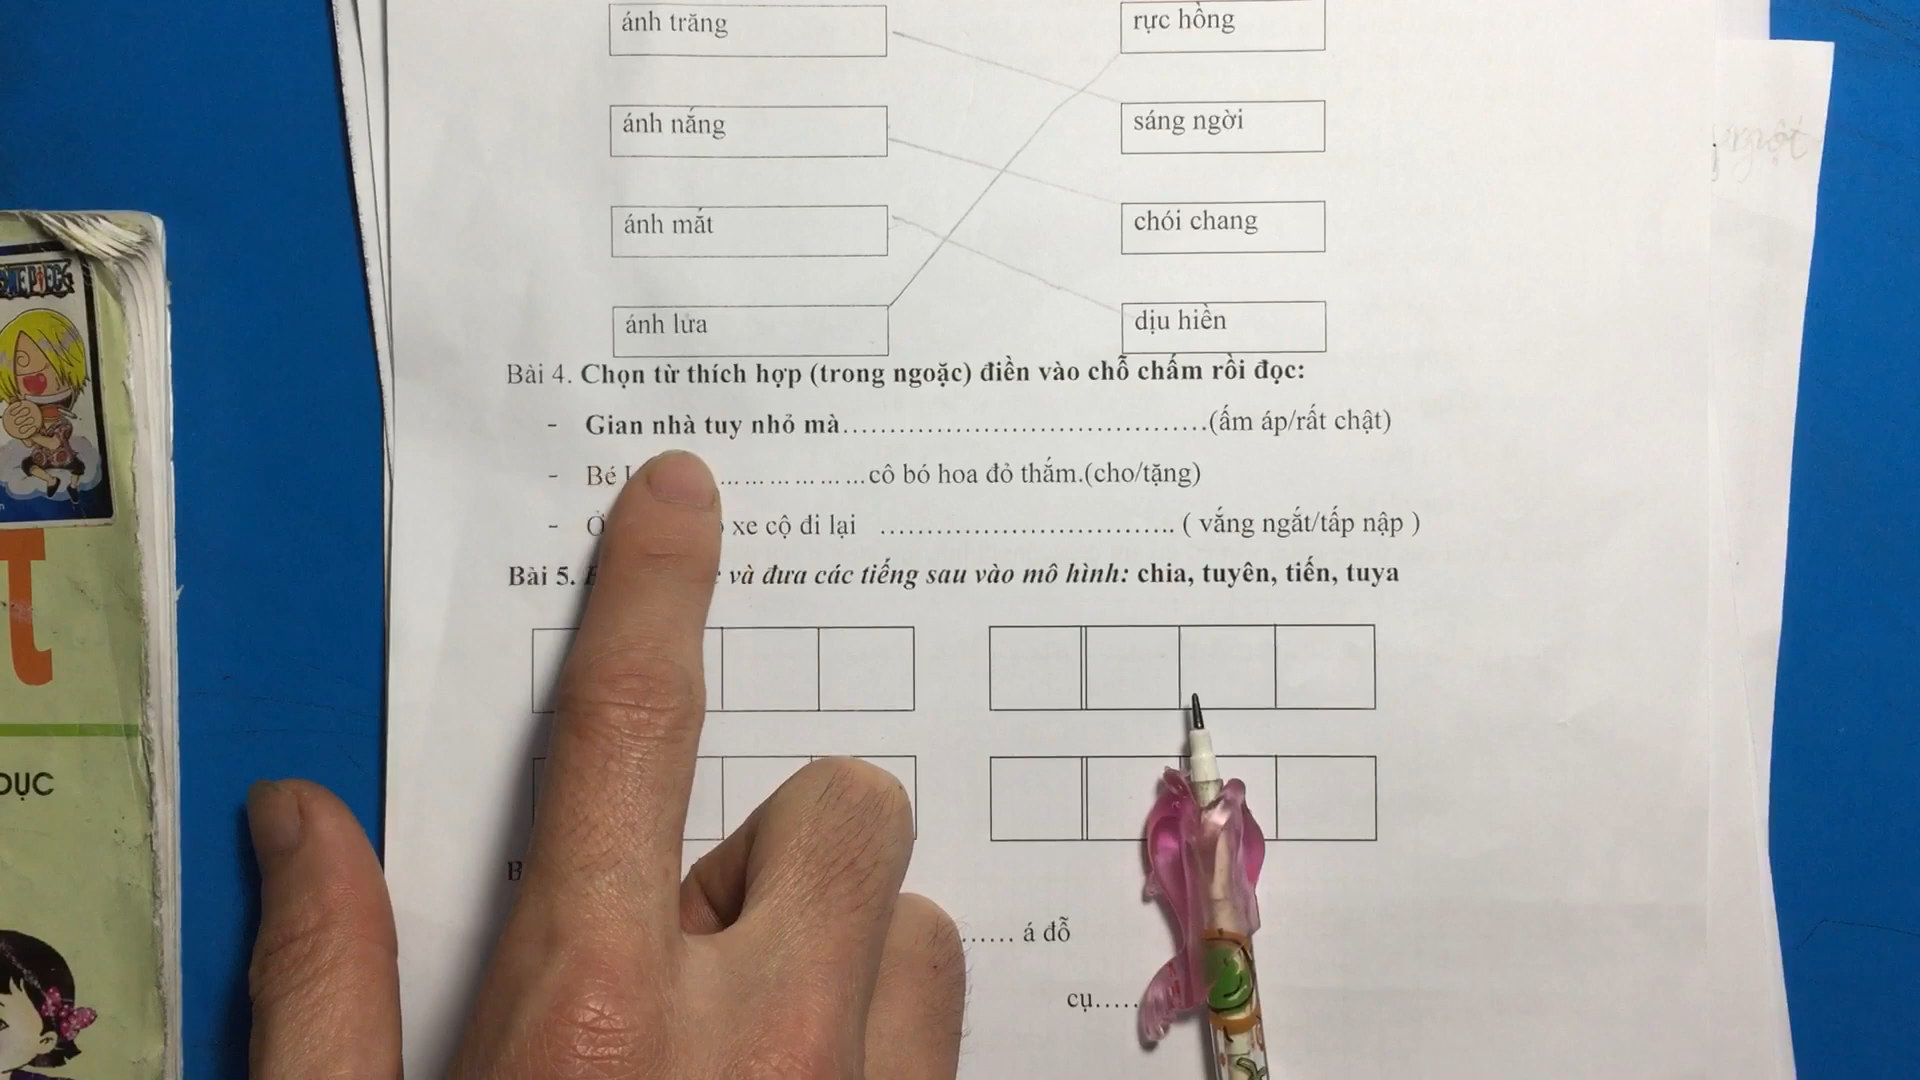 ánh trăng rực hồng
ánh nắng sáng ngời
ánh mắt chói chang
ánh lửa dịu hiền
Bài 4. Chọn từ thích hợp (trong ngoặc) điền vào chỗ chấm rồi đọc:
- Gian nhà tuy nhỏ mà.....................................(ấm áp/rất chật)
- Bé ..................cô bó hoa đỏ thắm.(cho/tặng)
- xe cộ đi lại ................................ ( vắng ngắt/tấp nập )
Bài 5. và đưa các tiếng sau vào mô hình: chia, tuyên, tiến, tuya
...... á đỗ
cụ.....
ONE PIECE
DỤC